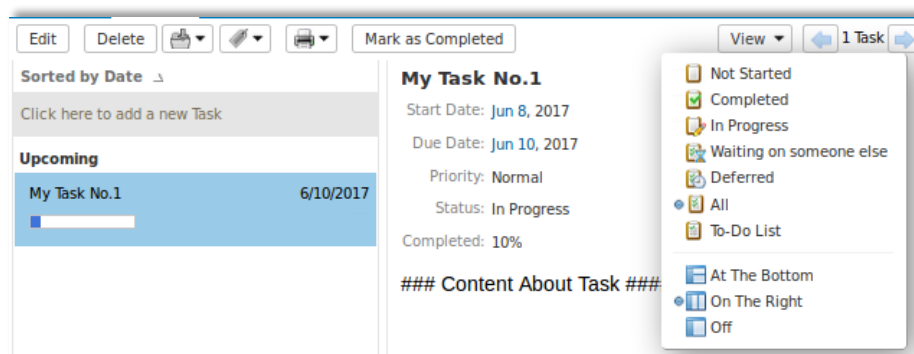 Edit Delete Mark as Completed View 1 Task
Sorted by Date
Click here to add a new Task
Upcoming
My Task No.1 6/10/2017
My Task No.1
Start Date: Jun 8, 2017
Due Date: Jun 10, 2017
Priority: Normal
Status: In Progress
Completed: 10%
### Content About Task ###
Not Started
Completed
In Progress
Waiting on someone else
Deferred
All
To-Do List
At The Bottom
On The Right
Off